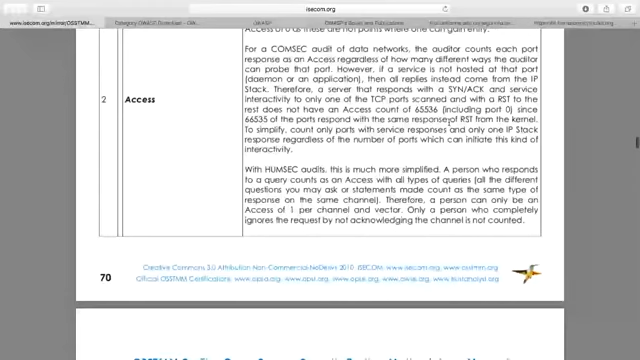 isecom.org
Category:OWASP Download - OWA...
OWASP
Access of 0 as these are not points where one can gain entry.
For a COMSEC audit of data networks, the auditor counts each port
response as an Access regardless of how many different ways the auditor
can probe that port. However, if a service is not hosted at that port
(daemon or an application), then all replies instead come from the IP
Stack. Therefore, a server that responds with a SYN/ACK and service
interactivity to only one of the TCP ports scanned and with a RST to
the rest does not have an Access count of 65536 (including port 0) since
66535 of the ports respond with the same response of RST from the kernel.
To simplify, count only ports with service responses and only one IP Stack
response regardless of the number of ports which can initiate this kind of
interactivity.
2
Access
With HUMSEC audits, this is much more simplified. A person who responds
to a query counts as an Access with all types of queries (all the different
questions you may ask or statements made count as the same type of
response on the same channel). Therefore, a person can only be an
Access of 1 per channel and vector. Only a person who completely
ignores the request by not acknowledging the channel is not counted.
70
Creative Commons 3.0 Attribution-Non-Commercial-NoDerivs 2010, ISECOM, www.isecom.org, www.osstmm.org
Official OSSTMM Certifications: www.opsa.org, www.opst.org, www.opse.org, www.owse.org, www.trustanalyst.org